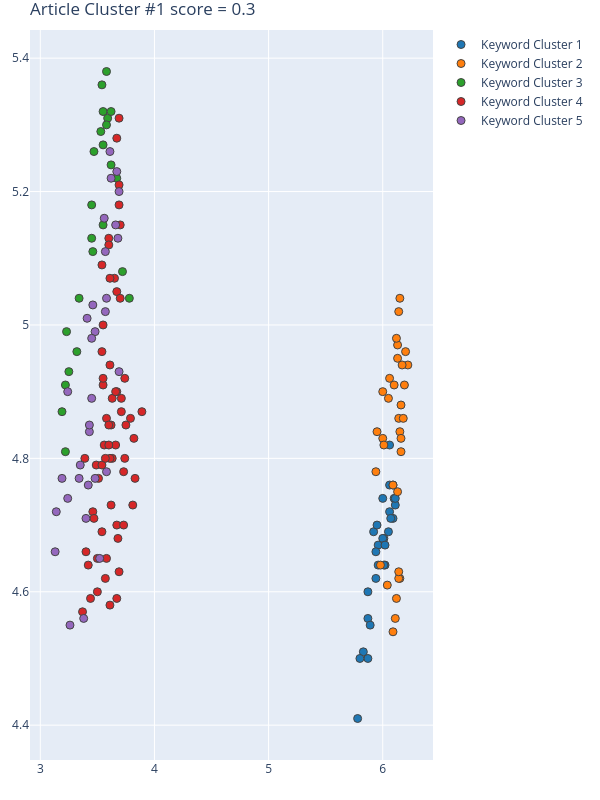 Article Cluster #1 score = 0.3
Keyword Cluster 1
Keyword Cluster 2
Keyword Cluster 3
Keyword Cluster 4
Keyword Cluster 5
5.4
5.2
5
4.8
4.6
4.4
3 4 5 6